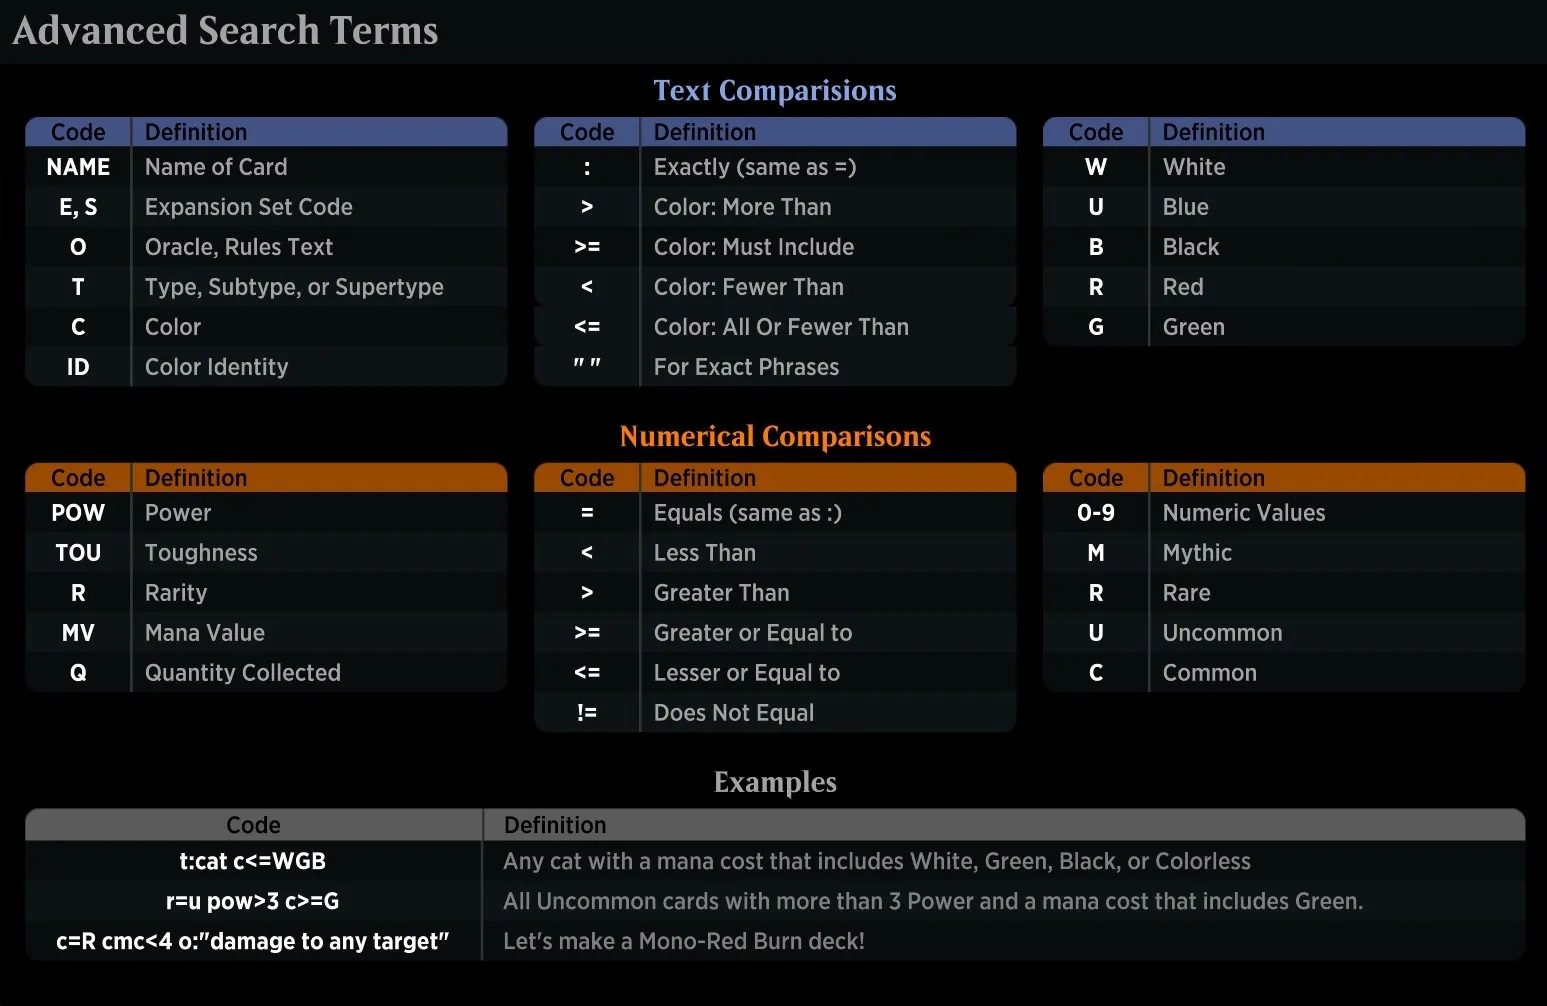 Advanced Search Terms
Text Comparisions
Code Definition
NAME Name of Card
E, S Expansion Set Code
O Oracle, Rules Text
T Type, Subtype, or Supertype
C Color
ID Color Identity
Code Definition
: Exactly (same as =)
> Color: More Than
>= Color: Must Include
< Color: Fewer Than
<= Color: All Or Fewer Than
" " For Exact Phrases
Code Definition
W White
U Blue
B Black
R Red
G Green
Numerical Comparisons
Code Definition
POW Power
TOU Toughness
R Rarity
MV Mana Value
Q Quantity Collected
Code Definition
= Equals (same as :)
< Less Than
> Greater Than
>= Greater or Equal to
<= Lesser or Equal to
!= Does Not Equal
Code Definition
0-9 Numeric Values
M Mythic
R Rare
U Uncommon
C Common
Examples
Code Definition
t:cat c<=WGB Any cat with a mana cost that includes White, Green, Black, or Colorless
r=u pow>3 c>=G All Uncommon cards with more than 3 Power and a mana cost that includes Green.
c=R cmc<4 o:"damage to any target" Let's make a Mono-Red Burn deck!